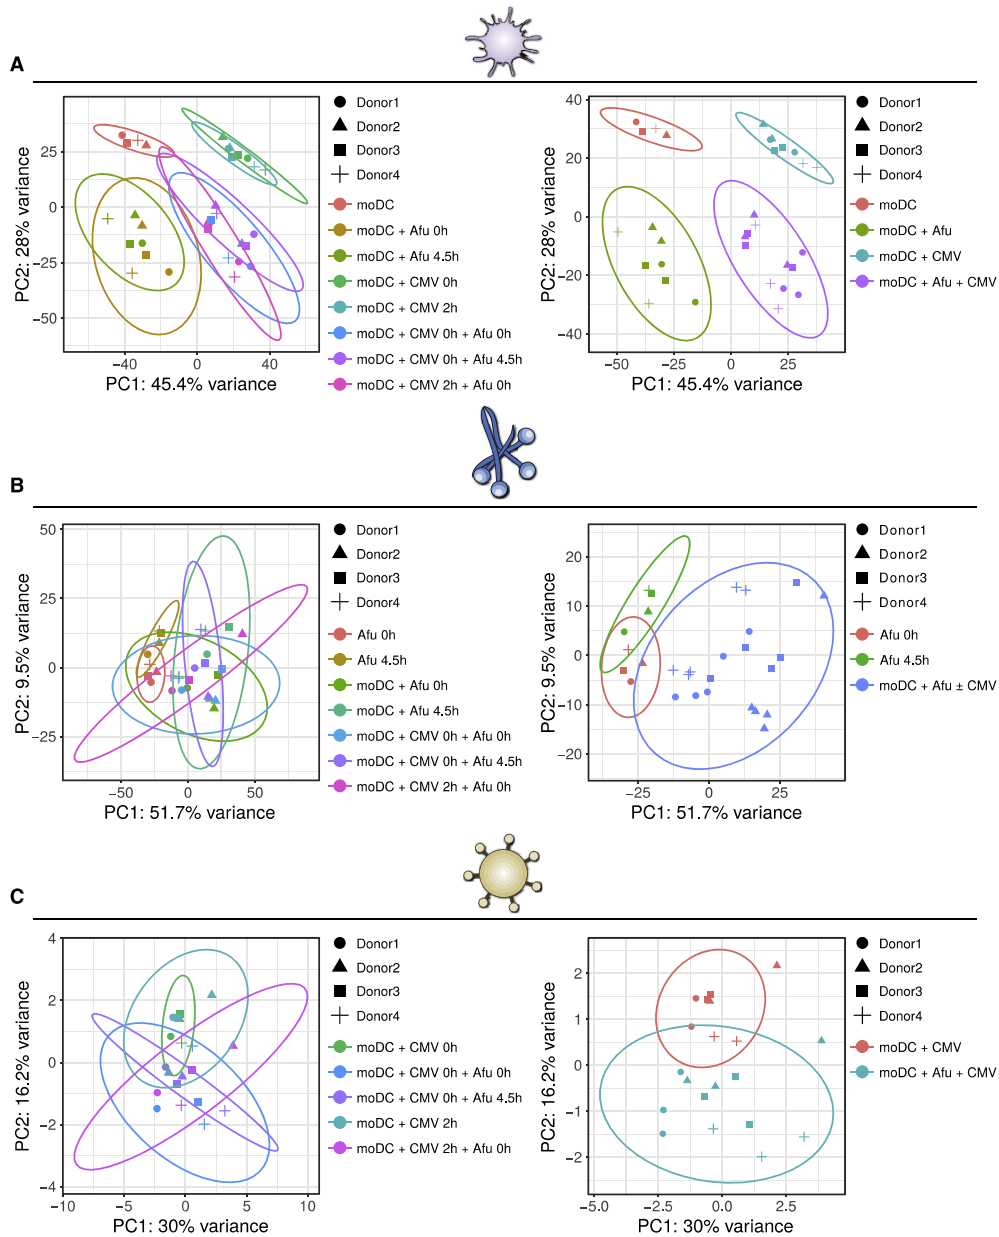 A
PC2: 28% variance
25
0
−25
−50
−40
0
40
PC1: 45.4% variance
Donor1
Donor2
Donor3
Donor4
moDC
moDC + Afu 0h
moDC + Afu 4.5h
moDC + CMV 0h
moDC + CMV 2h
moDC + CMV 0h + Afu 0h
moDC + CMV 0h + Afu 4.5h
moDC + CMV 2h + Afu 0h
PC2: 28% variance
40
20
0
−20
−40
−50
−25
0
25
PC1: 45.4% variance
Donor1
Donor2
Donor3
Donor4
moDC
moDC + Afu
moDC + CMV
moDC + Afu + CMV
B
PC2: 9.5% variance
50
25
0
−25
−50
0
50
PC1: 51.7% variance
Donor1
Donor2
Donor3
Donor4
Afu 0h
Afu 4.5h
moDC + Afu 0h
moDC + Afu 4.5h
moDC + CMV 0h + Afu 0h
moDC + CMV 0h + Afu 4.5h
moDC + CMV 2h + Afu 0h
PC2: 9.5% variance
20
10
0
−10
−20
−25
0
25
PC1: 51.7% variance
Donor1
Donor2
Donor3
Donor4
Afu 0h
Afu 4.5h
moDC + Afu ± CMV
C
PC2: 16.2% variance
4
2
0
−2
−4
−10
−5
0
5
10
PC1: 30% variance
Donor1
Donor2
Donor3
Donor4
moDC + CMV 0h
moDC + CMV 0h + Afu 0h
moDC + CMV 0h + Afu 4.5h
moDC + CMV 2h
moDC + CMV 2h + Afu 0h
PC2: 16.2% variance
2
1
0
−1
−2
−5.0
−2.5
0.0
2.5
PC1: 30% variance
Donor1
Donor2
Donor3
Donor4
moDC + CMV
moDC + Afu + CMV